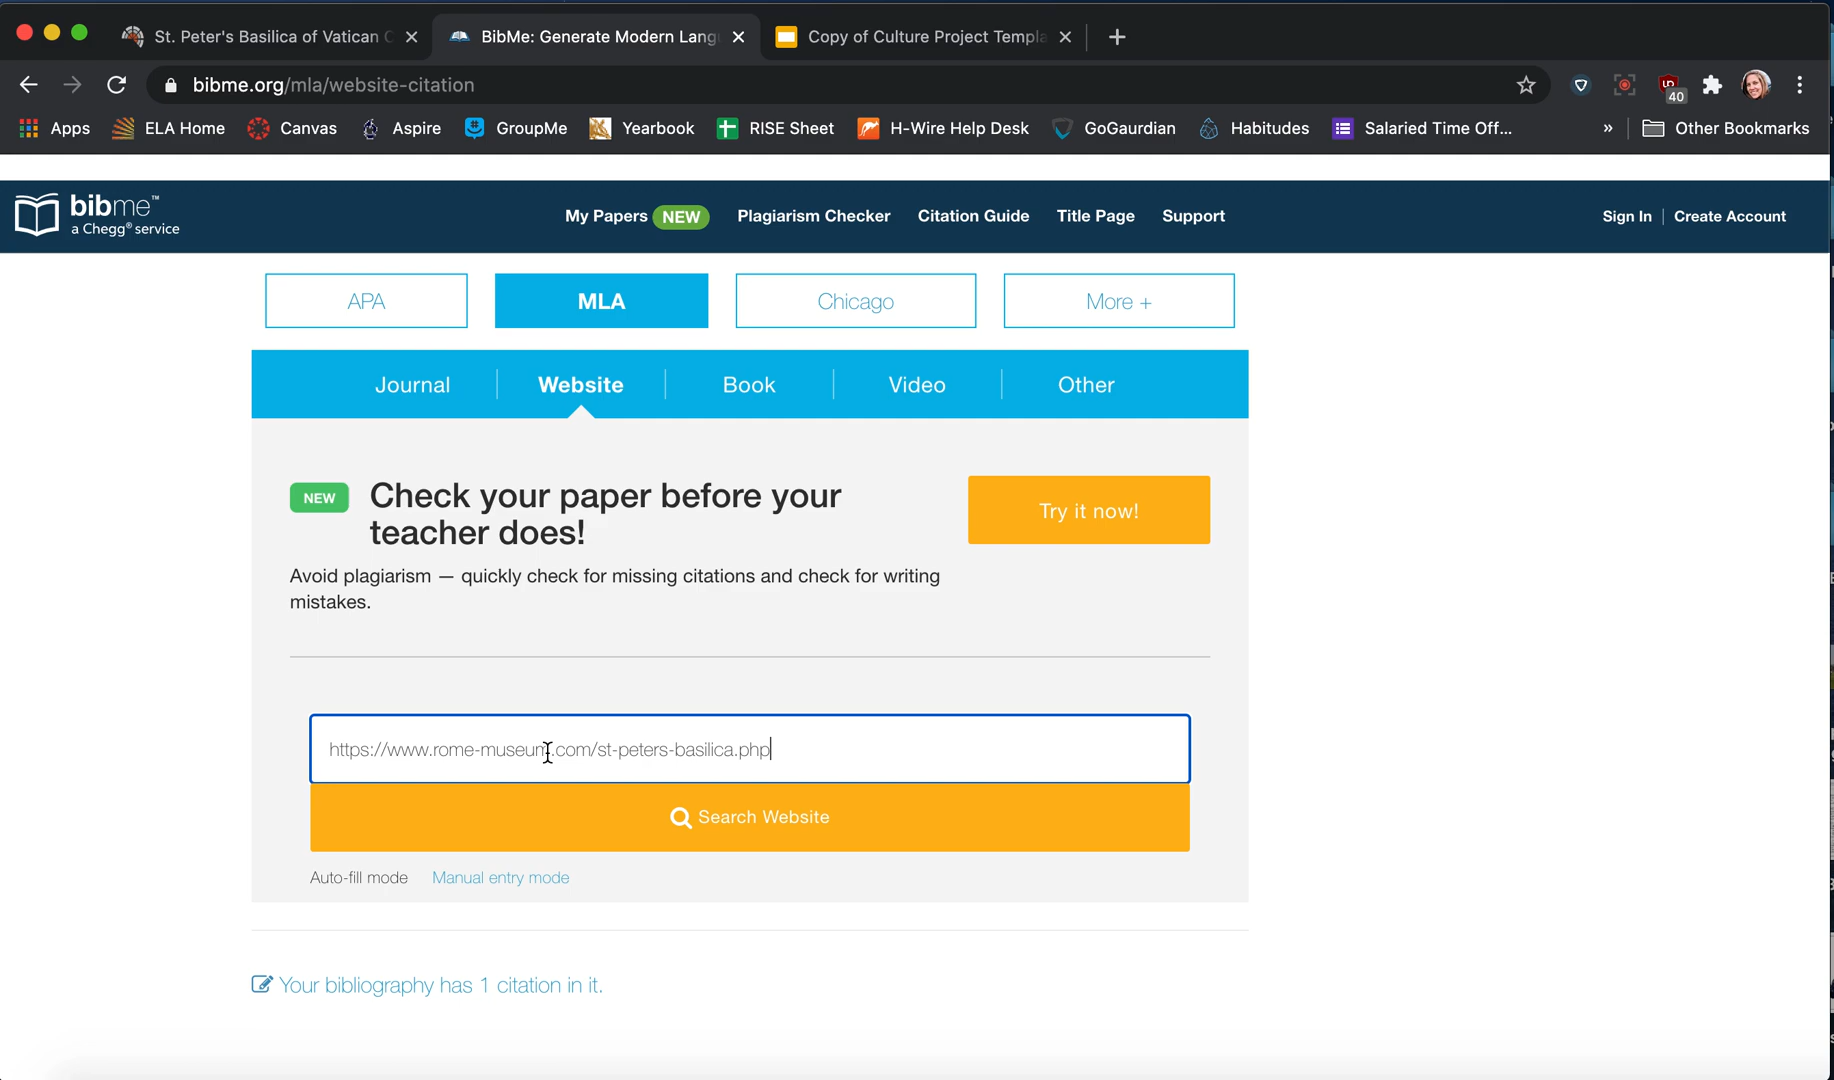 St. Peter's Basilica of Vatican C
BibMe: Generate Modern Lang
Copy of Culture Project Templa
bibme.org/mla/website-citation
40
Apps
ELA Home
Canvas
Aspire
GroupMe
Yearbook
RISE Sheet
H-Wire Help Desk
GoGaurdian
Habitudes
Salaried Time Off...
»
Other Bookmarks
bibme™
a Chegg® service
My Papers NEW
Plagiarism Checker
Citation Guide
Title Page
Support
Sign In | Create Account
APA
MLA
Chicago
More +
Journal
Website
Book
Video
Other
NEW
Check your paper before your
teacher does!
Try it now!
Avoid plagiarism — quickly check for missing citations and check for writing
mistakes.
https://www.rome-museum.com/st-peters-basilica.php
Search Website
Auto-fill mode
Manual entry mode
Your bibliography has 1 citation in it.